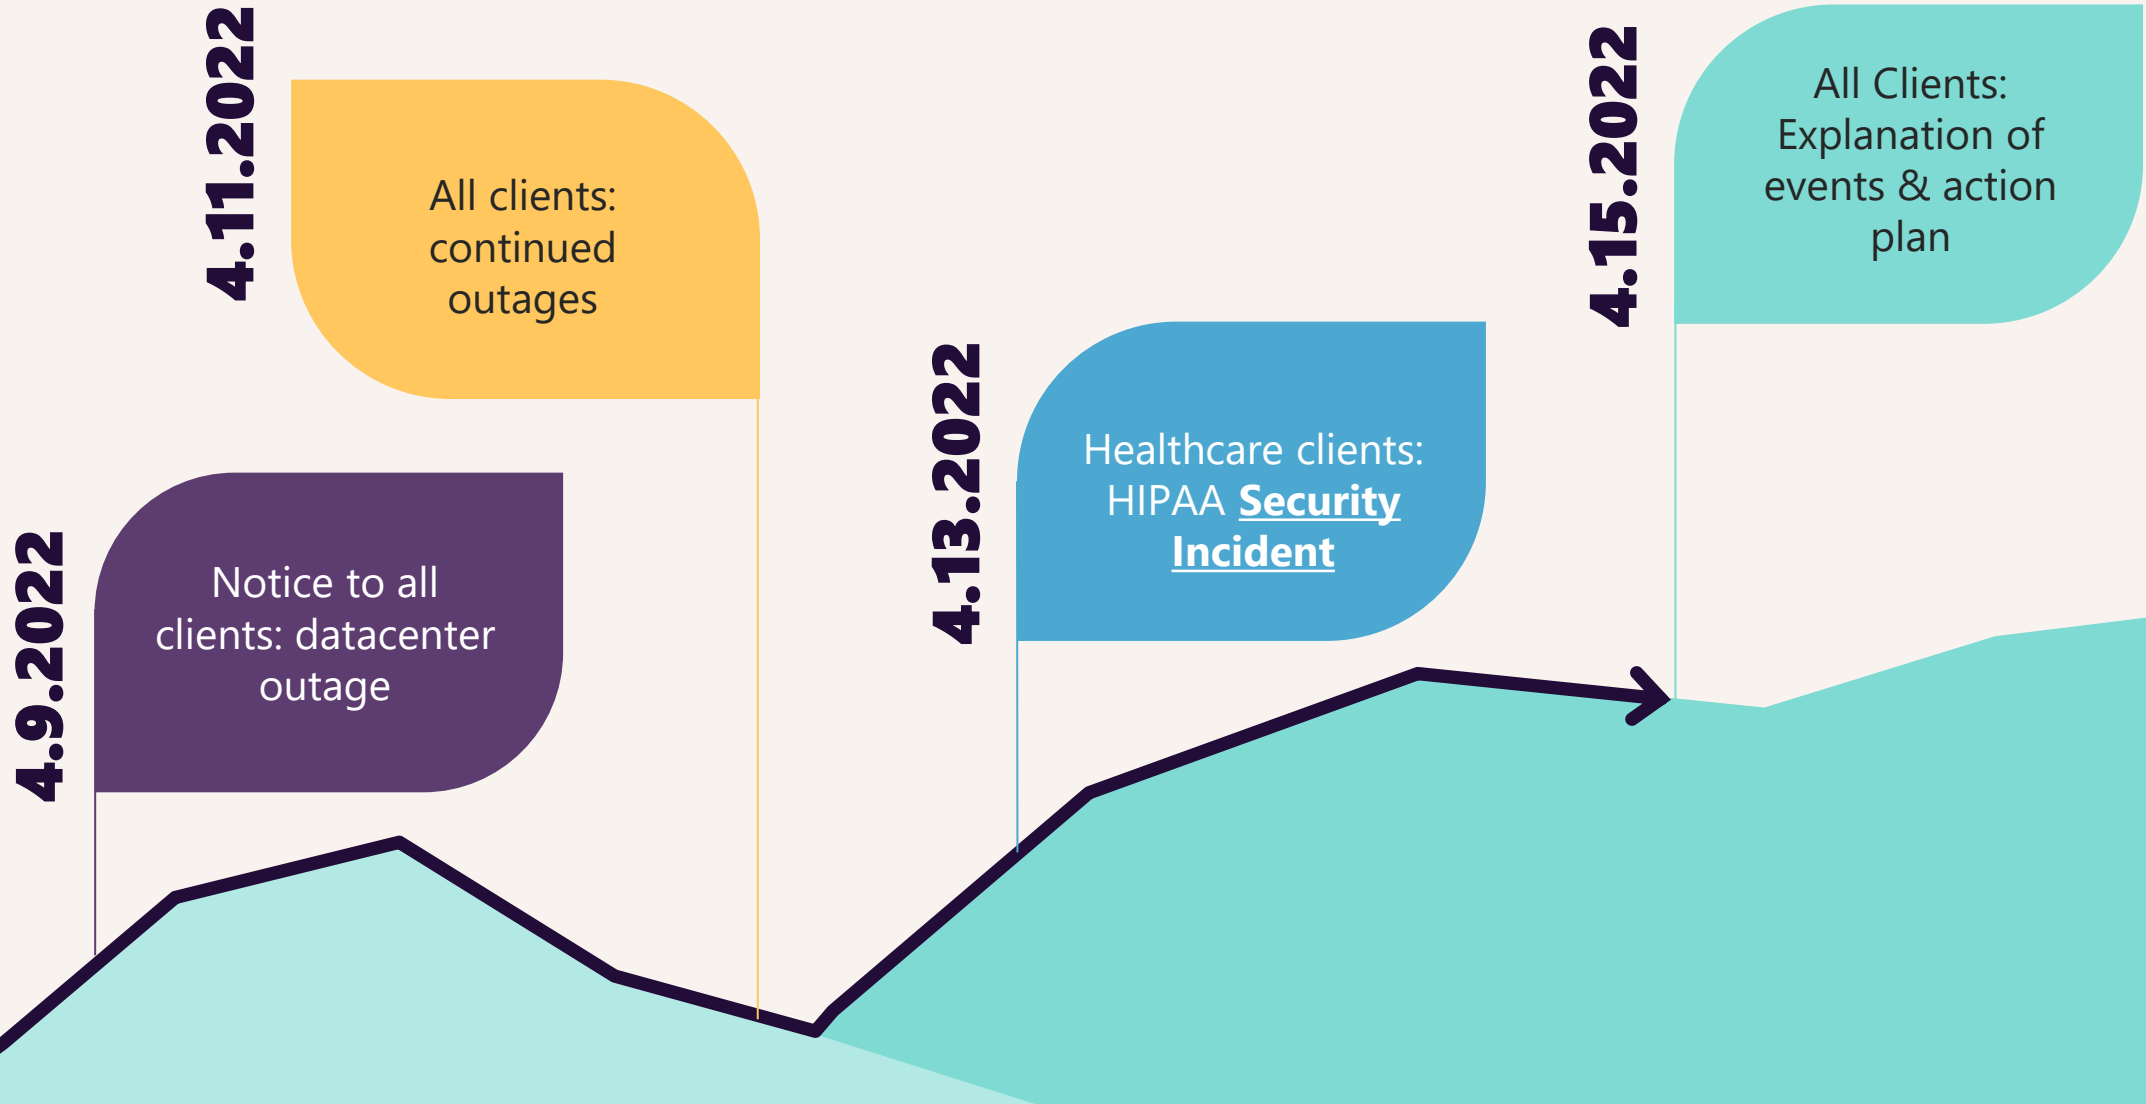 4.9.2022
Notice to all
clients: datacenter
outage
4.11.2022
All clients:
continued
outages
4.13.2022
Healthcare clients:
HIPAA Security
Incident
4.15.2022
All Clients:
Explanation of
events & action
plan